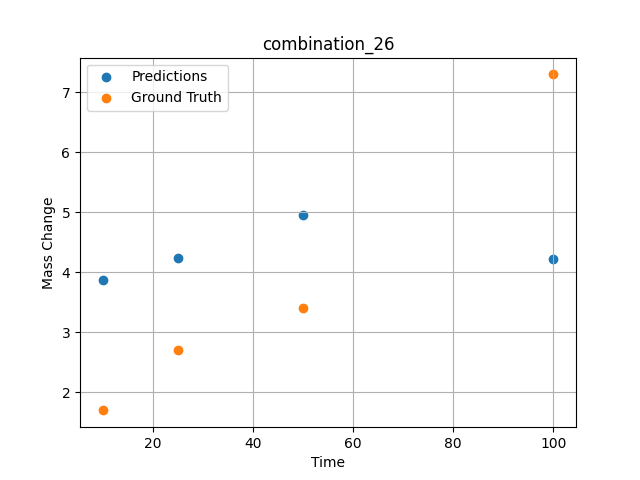 combination_26
Predictions
Ground Truth
7
6
5
4
3
2
Mass Change
20 40 60 80 100
Time